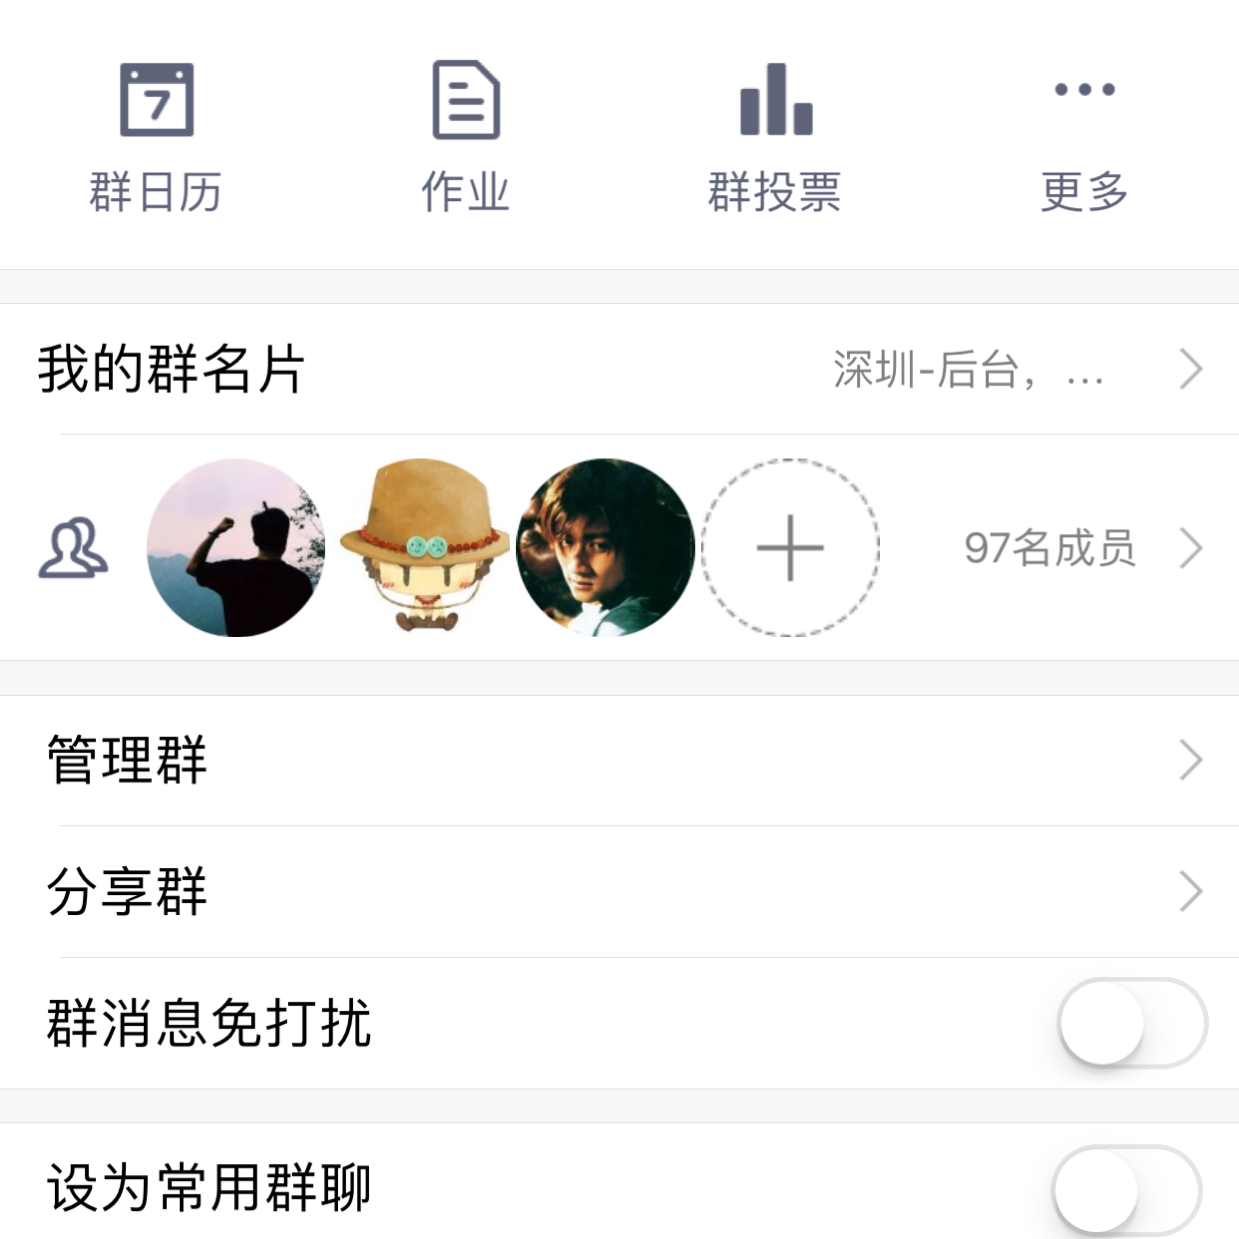 7
群日历 作业 群投票 更多
我的群名片 深圳-后台，...
97名成员
管理群
分享群
群消息免打扰
设为常用群聊